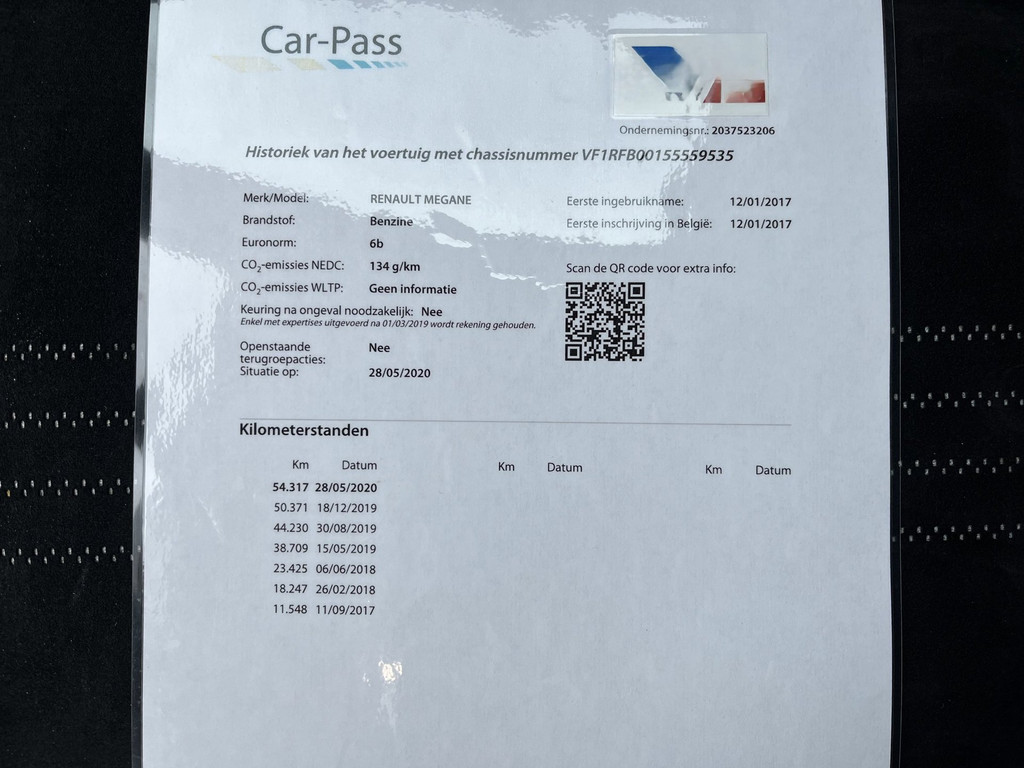 Car-Pass
Ondernemingsnr.: 2037523206
Historiek van het voertuig met chassisnummer VF1RFB00155559535
Merk/Model: RENAULT MEGANE
Eerste ingebruikname: 12/01/2017
Brandstof: Benzine
Eerste inschrijving in België: 12/01/2017
Euronorm: 6b
CO₂-emissies NEDC: 134 g/km
Scan de QR code voor extra info:
CO₂-emissies WLTP: Geen informatie
Keuring na ongeval noodzakelijk: Nee
Enkel met expertises uitgevoerd na 01/03/2019 wordt rekening gehouden.
Openstaande
terugroepacties: Nee
Situatie op: 28/05/2020
Kilometerstanden
Km Datum Km Datum Km Datum
54.317 28/05/2020
50.371 18/12/2019
44.230 30/08/2019
38.709 15/05/2019
23.425 06/06/2018
18.247 26/02/2018
11.548 11/09/2017